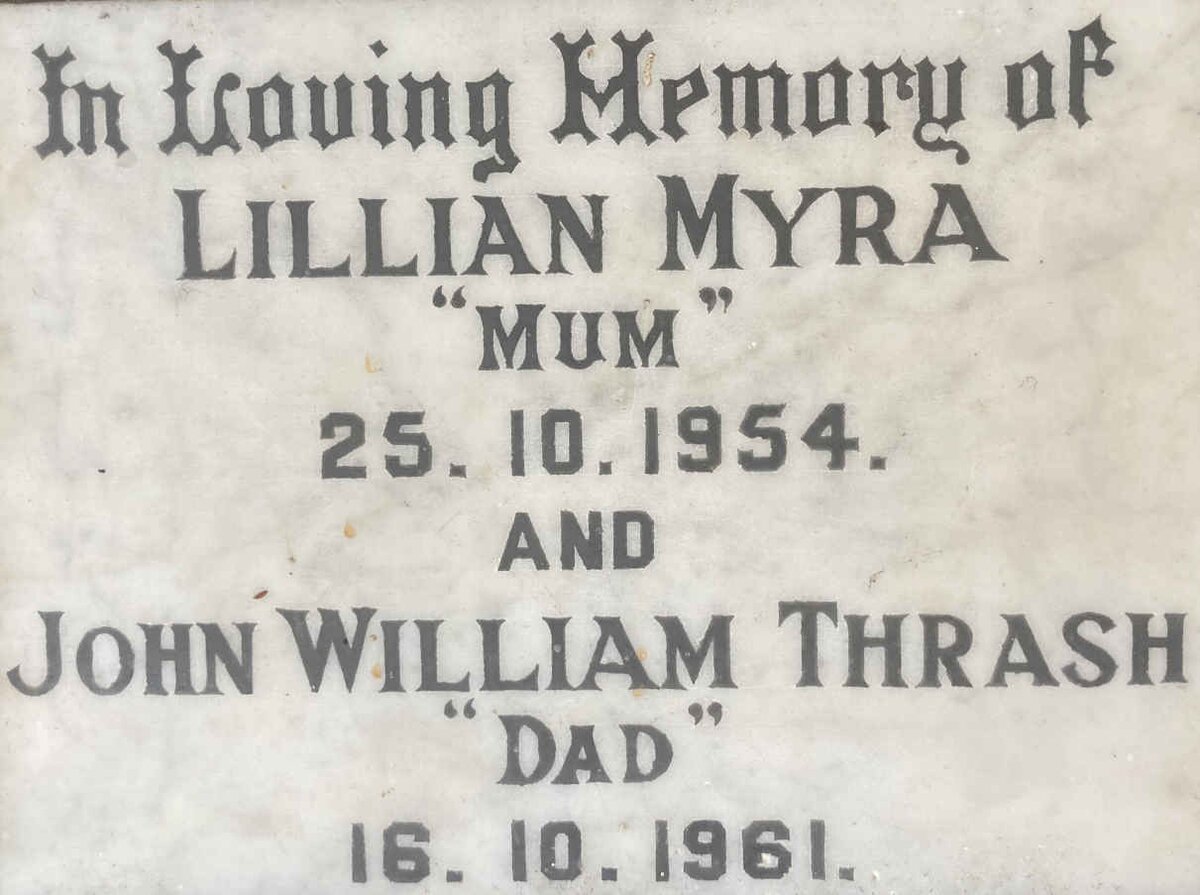 In Loving Memory of
LILLIAN MYRA
“MUM”
25.10.1954.
AND
JOHN WILLIAM THRASH
“DAD”
16.10.1961.